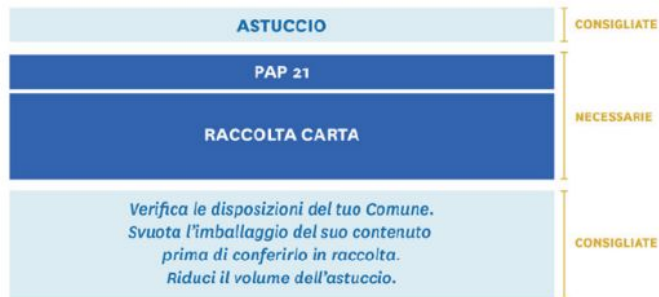 ASTUCCIO
CONSIGLIATE
PAP 21
NECESSARIE
RACCOLTA CARTA
Verifica le disposizioni del tuo Comune.
Svuota l'imballaggio del suo contenuto
prima di conferirlo in raccolta.
Riduci il volume dell'astuccio.
CONSIGLIATE